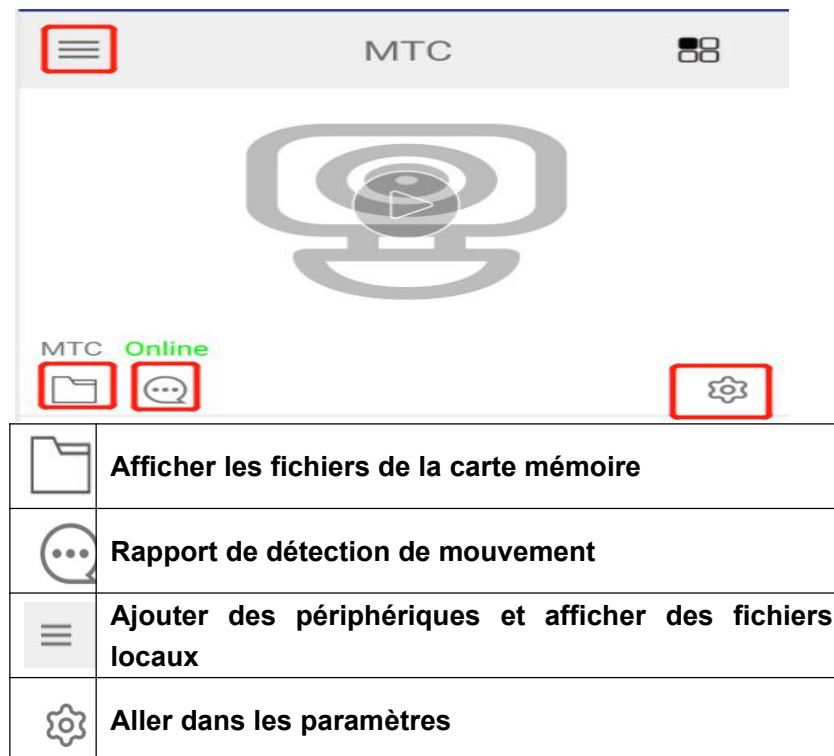 MTC
MTC Online
Afficher les fichiers de la carte mémoire
Rapport de détection de mouvement
Ajouter des périphériques et afficher des fichiers
locaux
Aller dans les paramètres